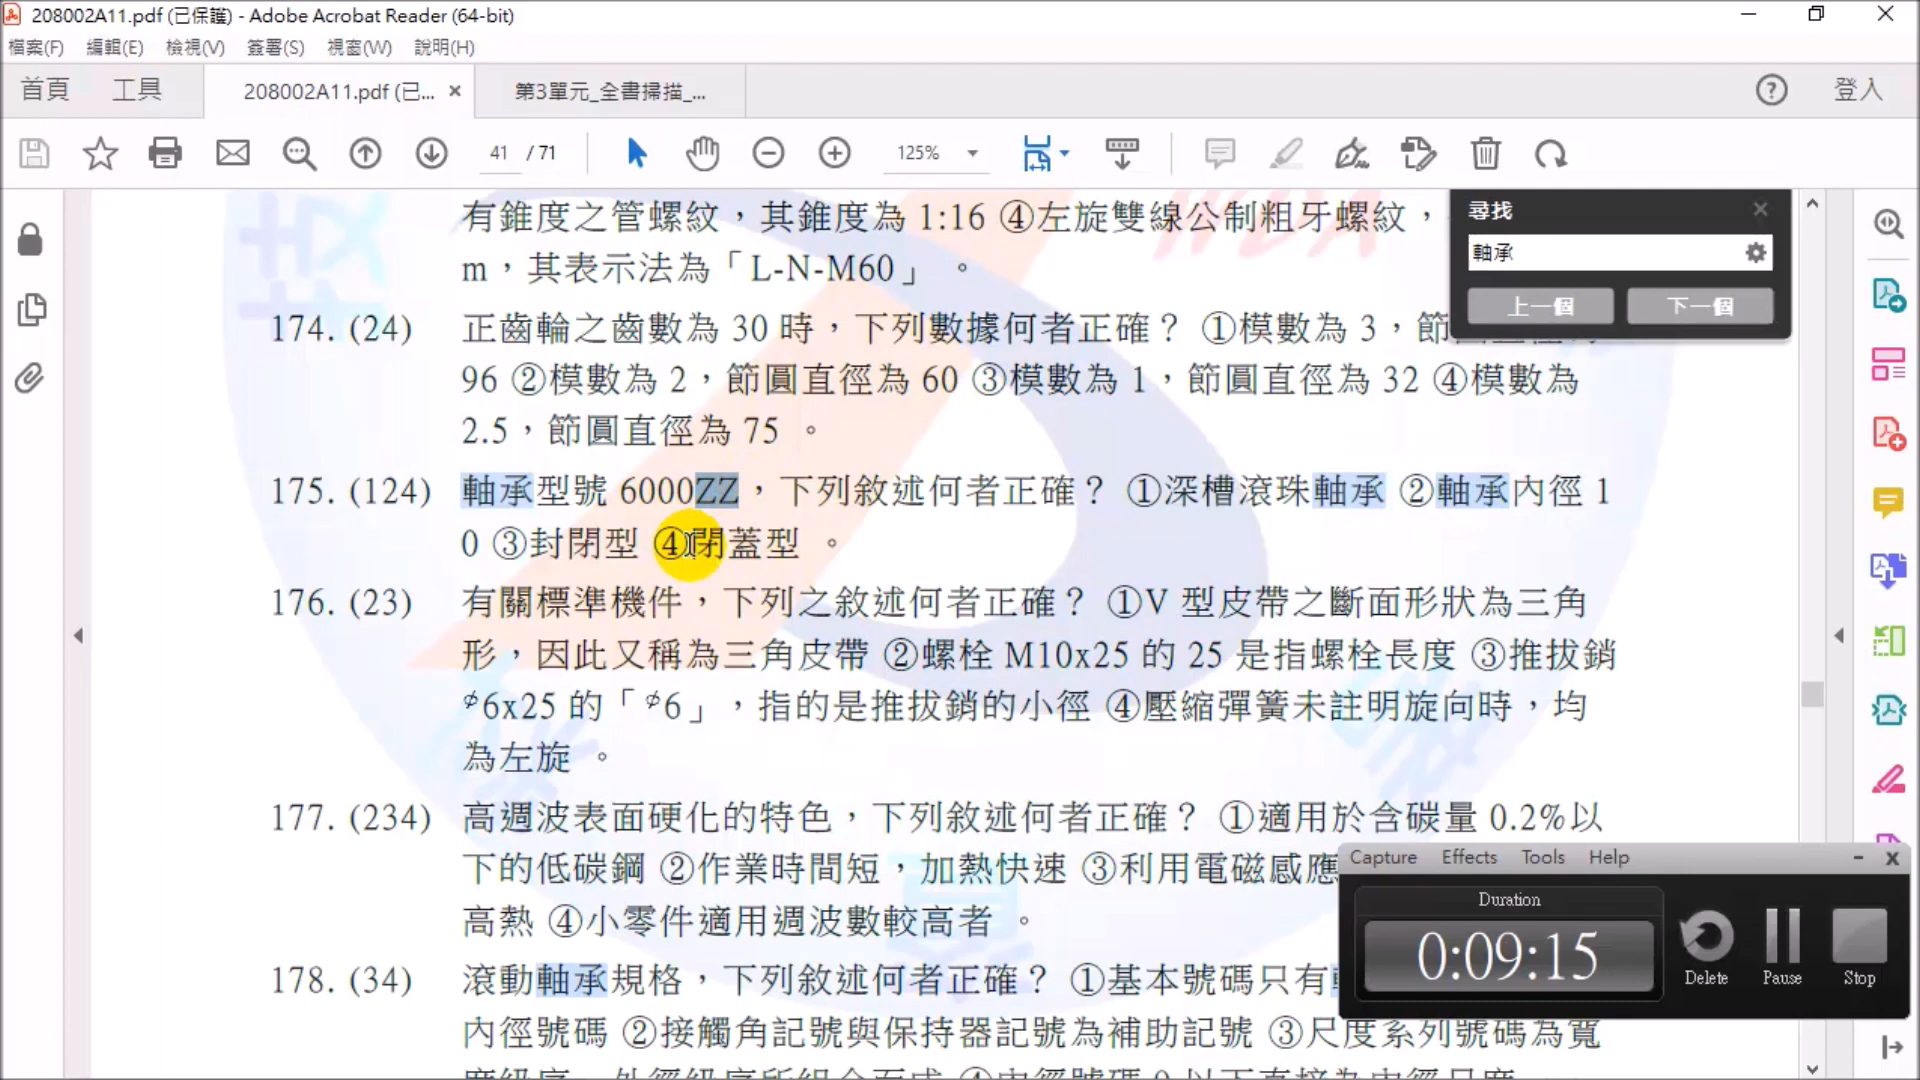 208002A11.pdf (已保護) - Adobe Acrobat Reader (64-bit)
檔案(F) 編輯(E) 檢視(V) 簽署(S) 視窗(W) 說明(H)
首頁 工具 208002A11.pdf (已... × 第3單元_全書掃描_... 登入
41 / 71 125%
尋找
軸承
上一個 下一個
有錐度之管螺紋，其錐度為 1:16 ④左旋雙線公制粗牙螺紋，
m，其表示法為「L-N-M60」 。
174. (24) 正齒輪之齒數為 30 時，下列數據何者正確？ ①模數為 3，節
96 ②模數為 2，節圓直徑為 60 ③模數為 1，節圓直徑為 32 ④模數為
2.5，節圓直徑為 75 。
175. (124) 軸承型號 6000ZZ，下列敘述何者正確？ ①深槽滾珠軸承 ②軸承內徑 1
0 ③封閉型 ④閉蓋型 。
176. (23) 有關標準機件，下列之敘述何者正確？ ①V 型皮帶之斷面形狀為三角
形，因此又稱為三角皮帶 ②螺栓 M10x25 的 25 是指螺栓長度 ③推拔銷
∮6x25 的「∮6」，指的是推拔銷的小徑 ④壓縮彈簧未註明旋向時，均
為左旋 。
177. (234) 高週波表面硬化的特色，下列敘述何者正確？ ①適用於含碳量 0.2%以
下的低碳鋼 ②作業時間短，加熱快速 ③利用電磁感應
高熱 ④小零件適用週波數較高者 。
178. (34) 滾動軸承規格，下列敘述何者正確？ ①基本號碼只有
內徑號碼 ②接觸角記號與保持器記號為補助記號 ③尺度系列號碼為寬
Capture Effects Tools Help
Duration
0:09:15
Delete Pause Stop